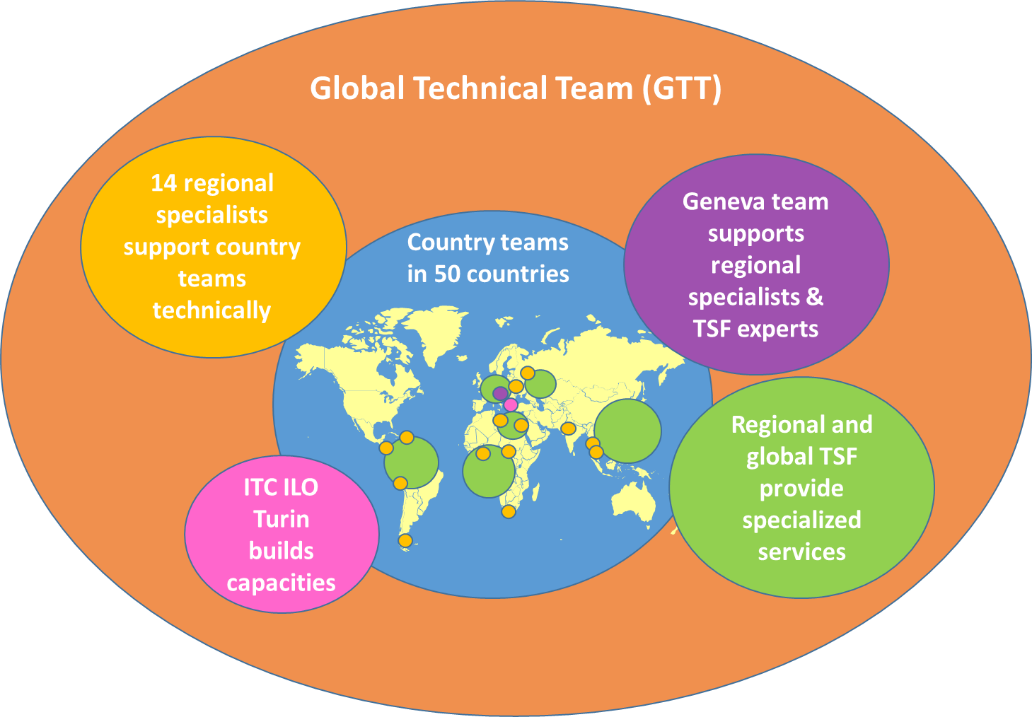 Global Technical Team (GTT)
14 regional
specialists
support country
teams
technically
Country teams
in 50 countries
Geneva team
supports
regional
specialists &
TSF experts
ITC ILO
Turin
builds
capacities
Regional and
global TSF
provide
specialized
services